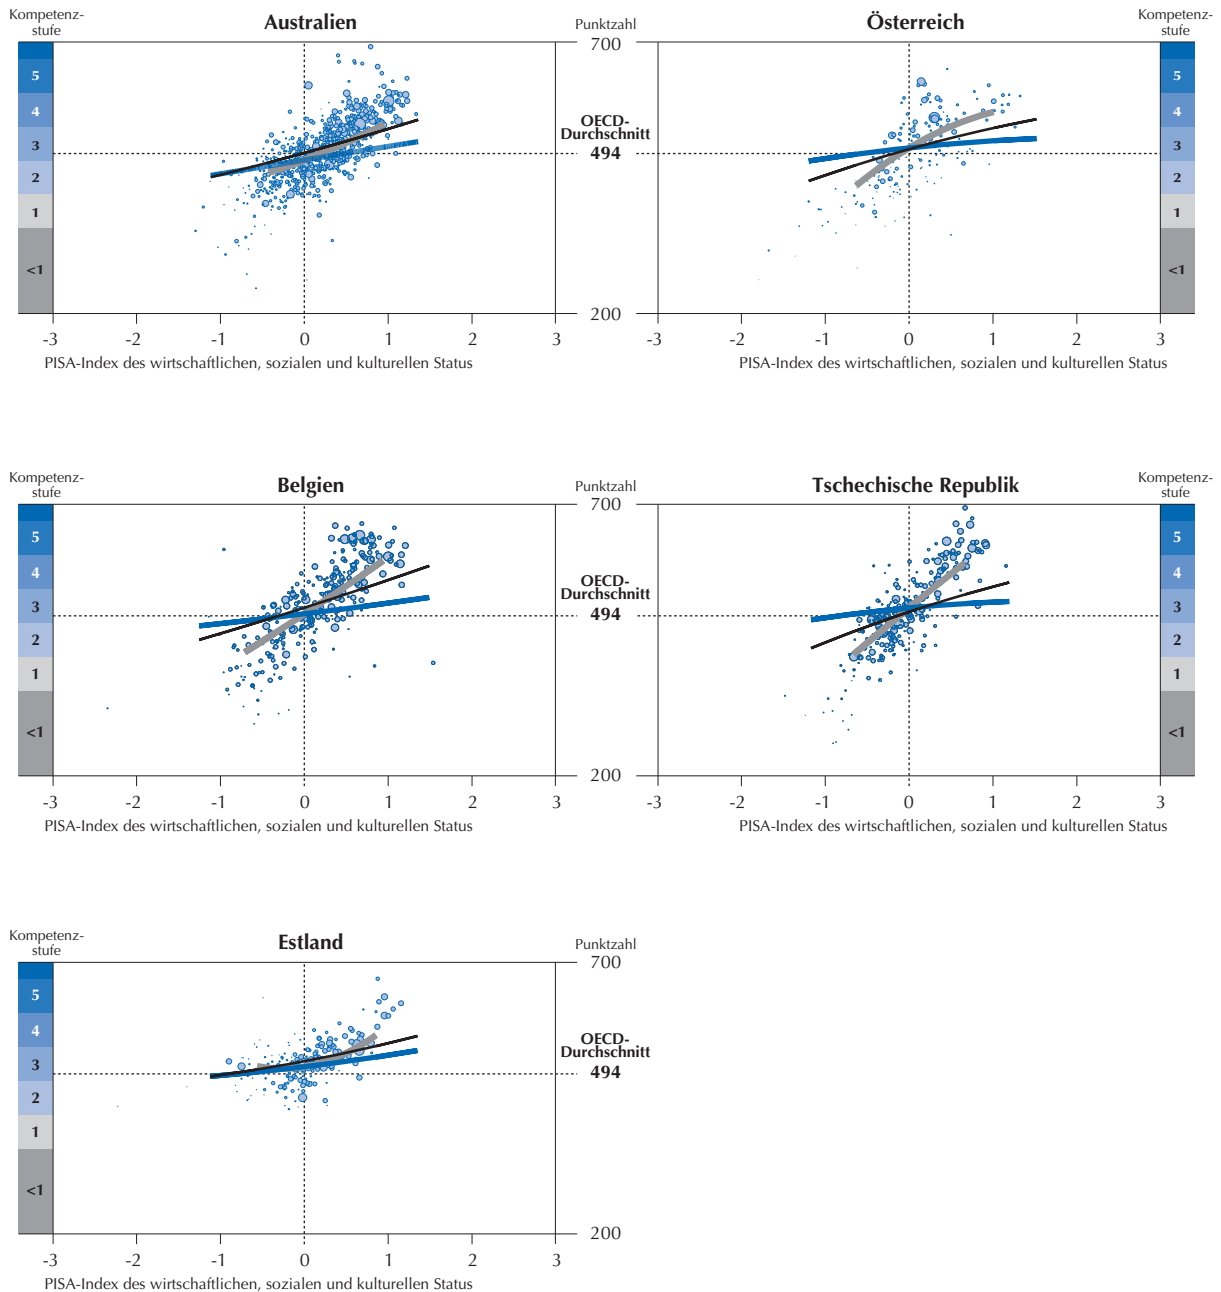 Kompetenz-
stufe
Australien
Punktzahl
Österreich
Kompetenz-
stufe
700
5
4
3
2
1
<1
OECD-
Durchschnitt
494
200
5
4
3
2
1
<1
-3 -2 -1 0 1 2 3
PISA-Index des wirtschaftlichen, sozialen und kulturellen Status
-3 -2 -1 0 1 2 3
PISA-Index des wirtschaftlichen, sozialen und kulturellen Status
Kompetenz-
stufe
Belgien
Punktzahl
Tschechische Republik
Kompetenz-
stufe
700
5
4
3
2
1
<1
OECD-
Durchschnitt
494
200
5
4
3
2
1
<1
-3 -2 -1 0 1 2 3
PISA-Index des wirtschaftlichen, sozialen und kulturellen Status
-3 -2 -1 0 1 2 3
PISA-Index des wirtschaftlichen, sozialen und kulturellen Status
Kompetenz-
stufe
Estland
Punktzahl
700
5
4
3
2
1
<1
OECD-
Durchschnitt
494
200
-3 -2 -1 0 1 2 3
PISA-Index des wirtschaftlichen, sozialen und kulturellen Status